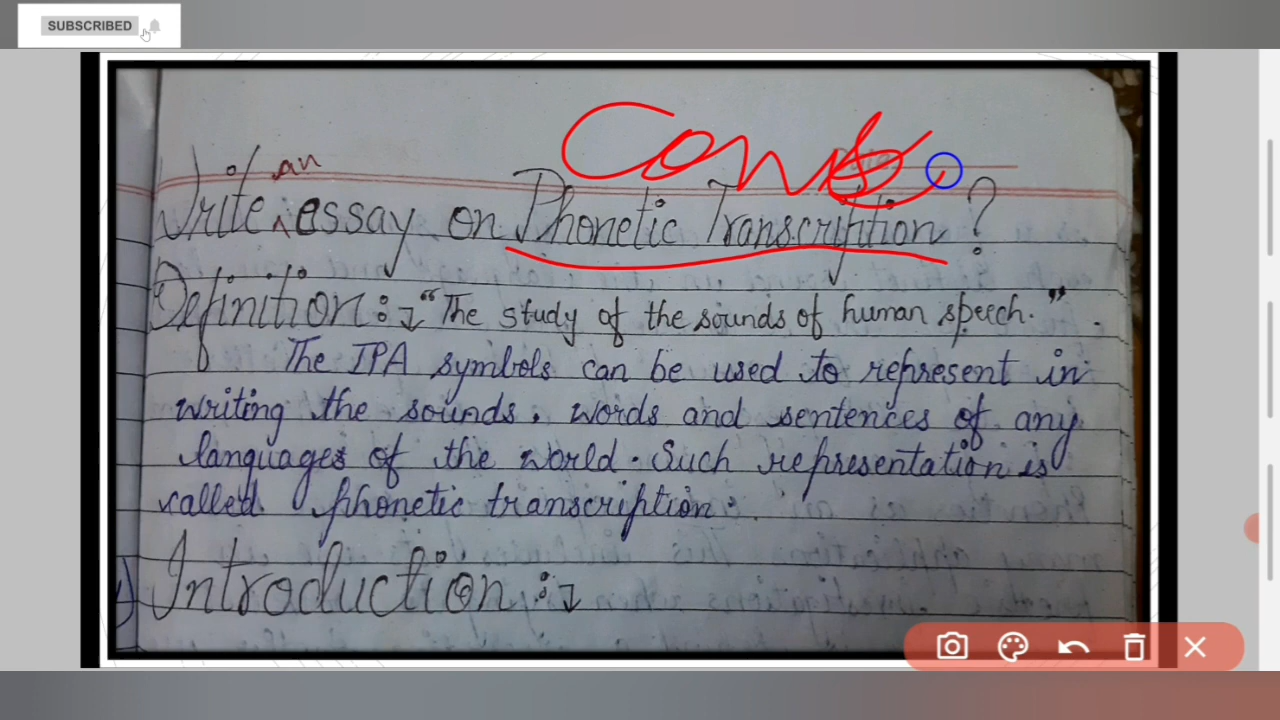 SUBSCRIBED
an
Write essay on Phonetic Transcription?
Definition: "The study of the sounds of human speech."
The IPA symbols can be used to represent in
writing the sounds, words and sentences of any
languages of the world. Such representation is
called phonetic transcription.
Introduction: